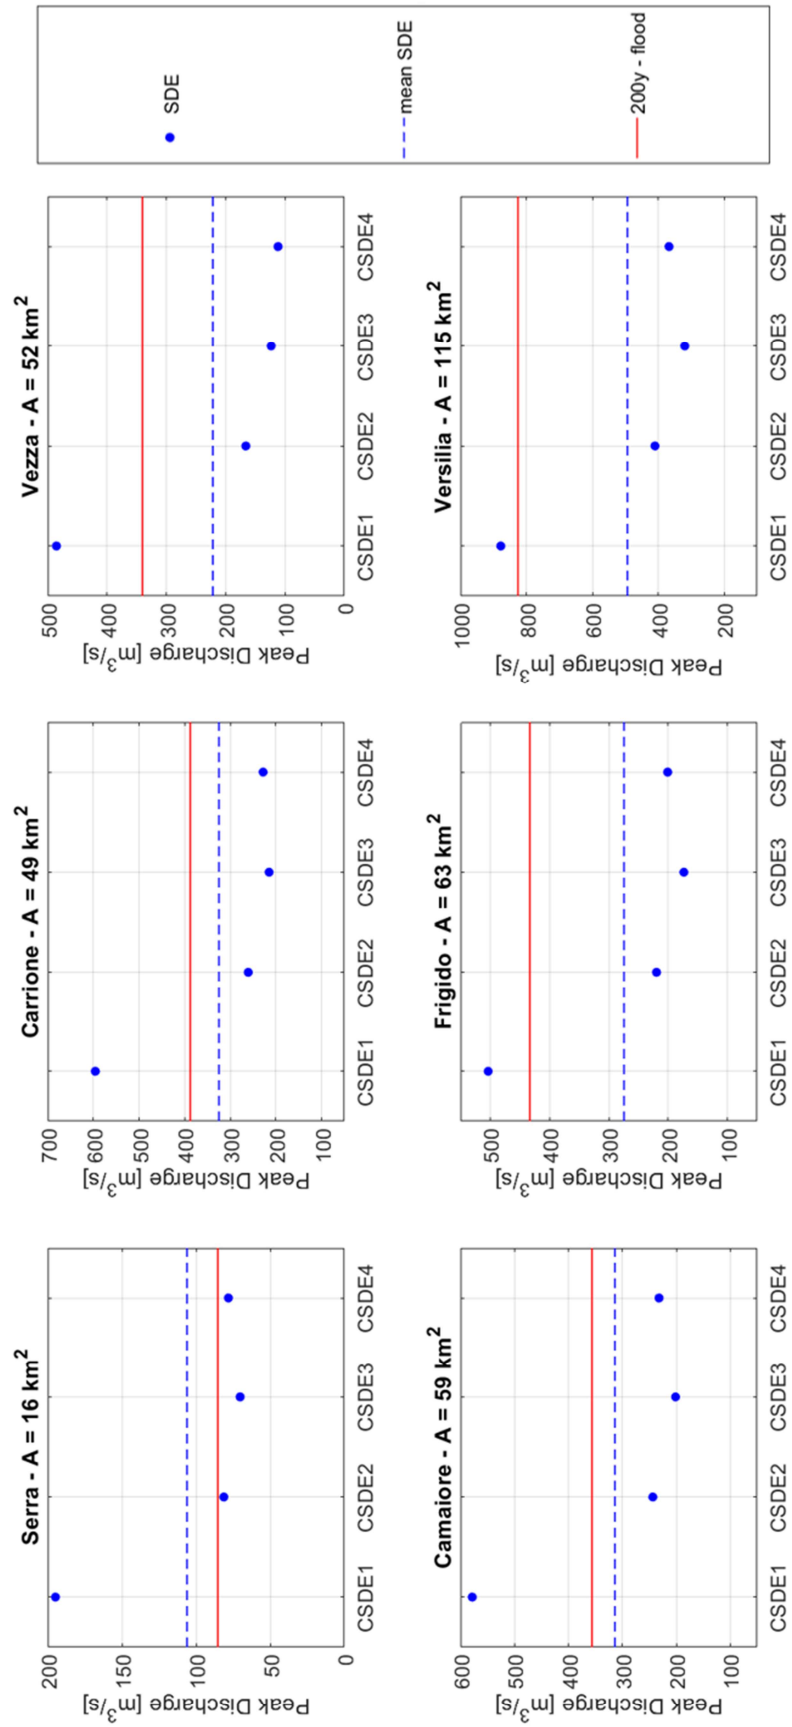 Serra - A = 16 km²
Peak Discharge [m³/s]
200
150
100
50
0
CSDE1 CSDE2 CSDE3 CSDE4
Carrione - A = 49 km²
Peak Discharge [m³/s]
700
600
500
400
300
200
100
CSDE1 CSDE2 CSDE3 CSDE4
Vezza - A = 52 km²
Peak Discharge [m³/s]
500
400
300
200
100
0
CSDE1 CSDE2 CSDE3 CSDE4
Camaiore - A = 59 km²
Peak Discharge [m³/s]
600
500
400
300
200
100
CSDE1 CSDE2 CSDE3 CSDE4
Frigido - A = 63 km²
Peak Discharge [m³/s]
500
400
300
200
100
CSDE1 CSDE2 CSDE3 CSDE4
Versilia - A = 115 km²
Peak Discharge [m³/s]
1000
800
600
400
200
CSDE1 CSDE2 CSDE3 CSDE4
SDE
mean SDE
200y - flood